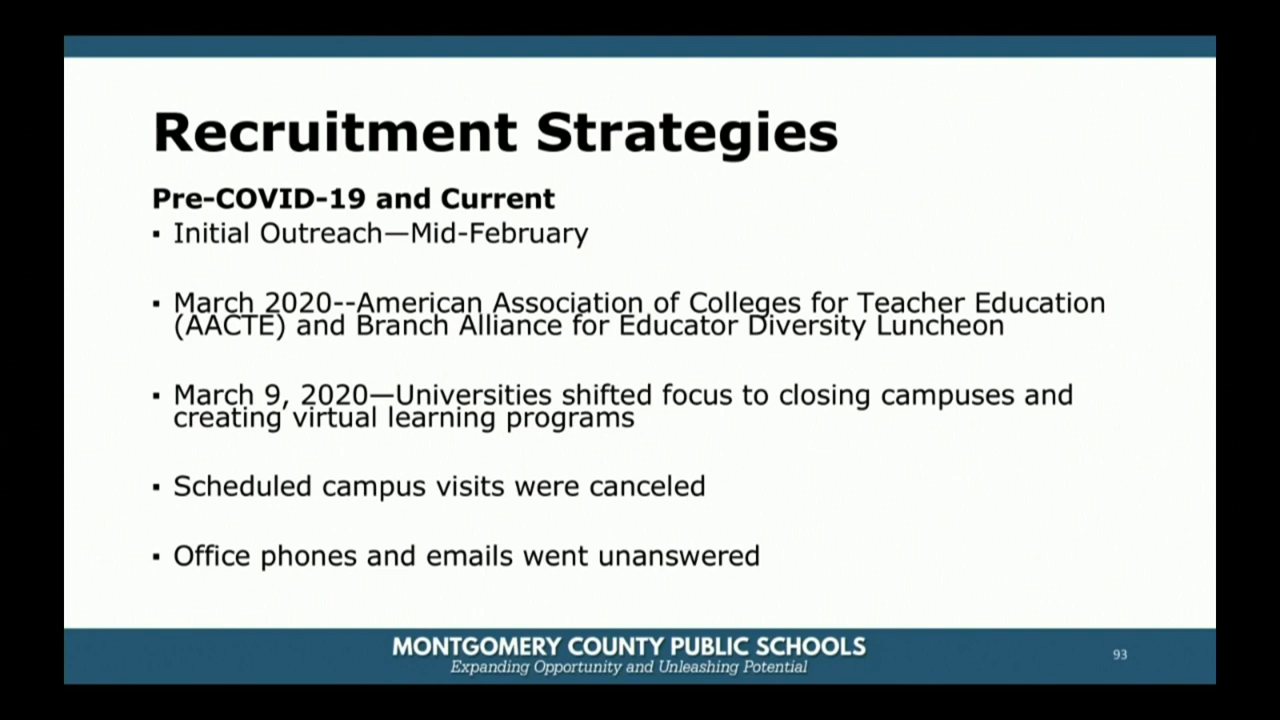 Recruitment Strategies
Pre-COVID-19 and Current
▪ Initial Outreach—Mid-February
▪ March 2020--American Association of Colleges for Teacher Education
(AACTE) and Branch Alliance for Educator Diversity Luncheon
▪ March 9, 2020—Universities shifted focus to closing campuses and
creating virtual learning programs
▪ Scheduled campus visits were canceled
▪ Office phones and emails went unanswered
MONTGOMERY COUNTY PUBLIC SCHOOLS
Expanding Opportunity and Unleashing Potential
93